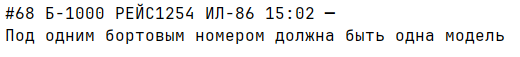 #68 Б-1000 РЕЙС1254 ИЛ-86 15:02 —
Под одним бортовым номером должна быть одна модель